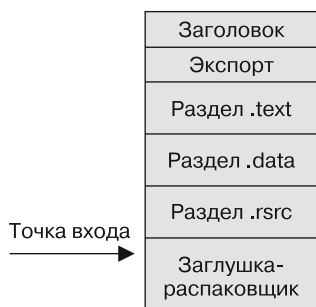 Заголовок
Экспорт
Раздел .text
Раздел .data
Раздел .rsrc
Точка входа
Заглушка-
распаковщик